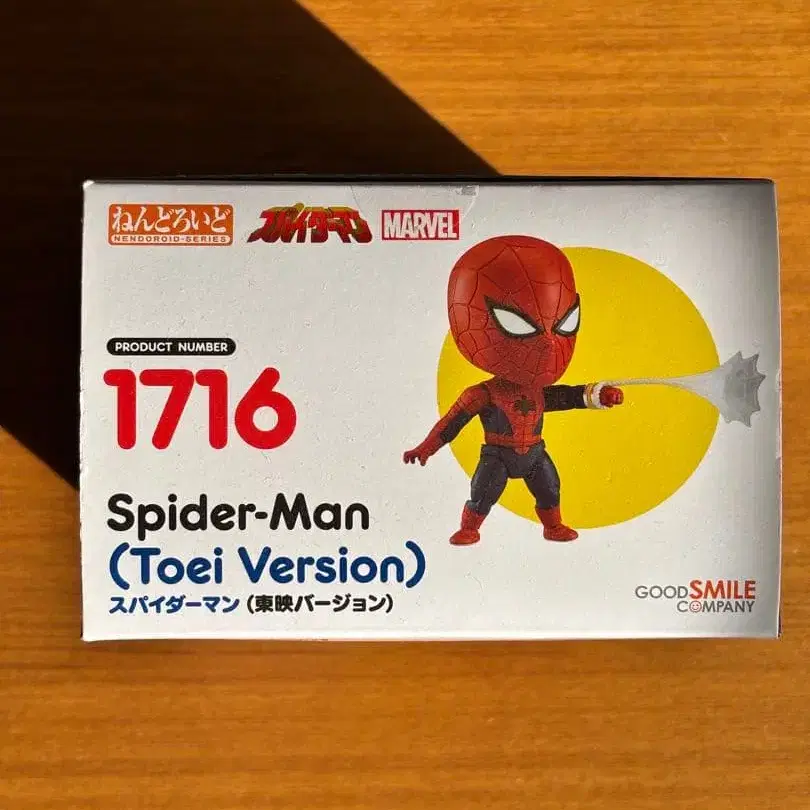 ねんどろいど
NENDOROID-SERIES
スパイダーマン
MARVEL
PRODUCT NUMBER
1716
Spider-Man
(Toei Version)
スパイダーマン (東映バージョン)
GOOD SMILE
COMPANY